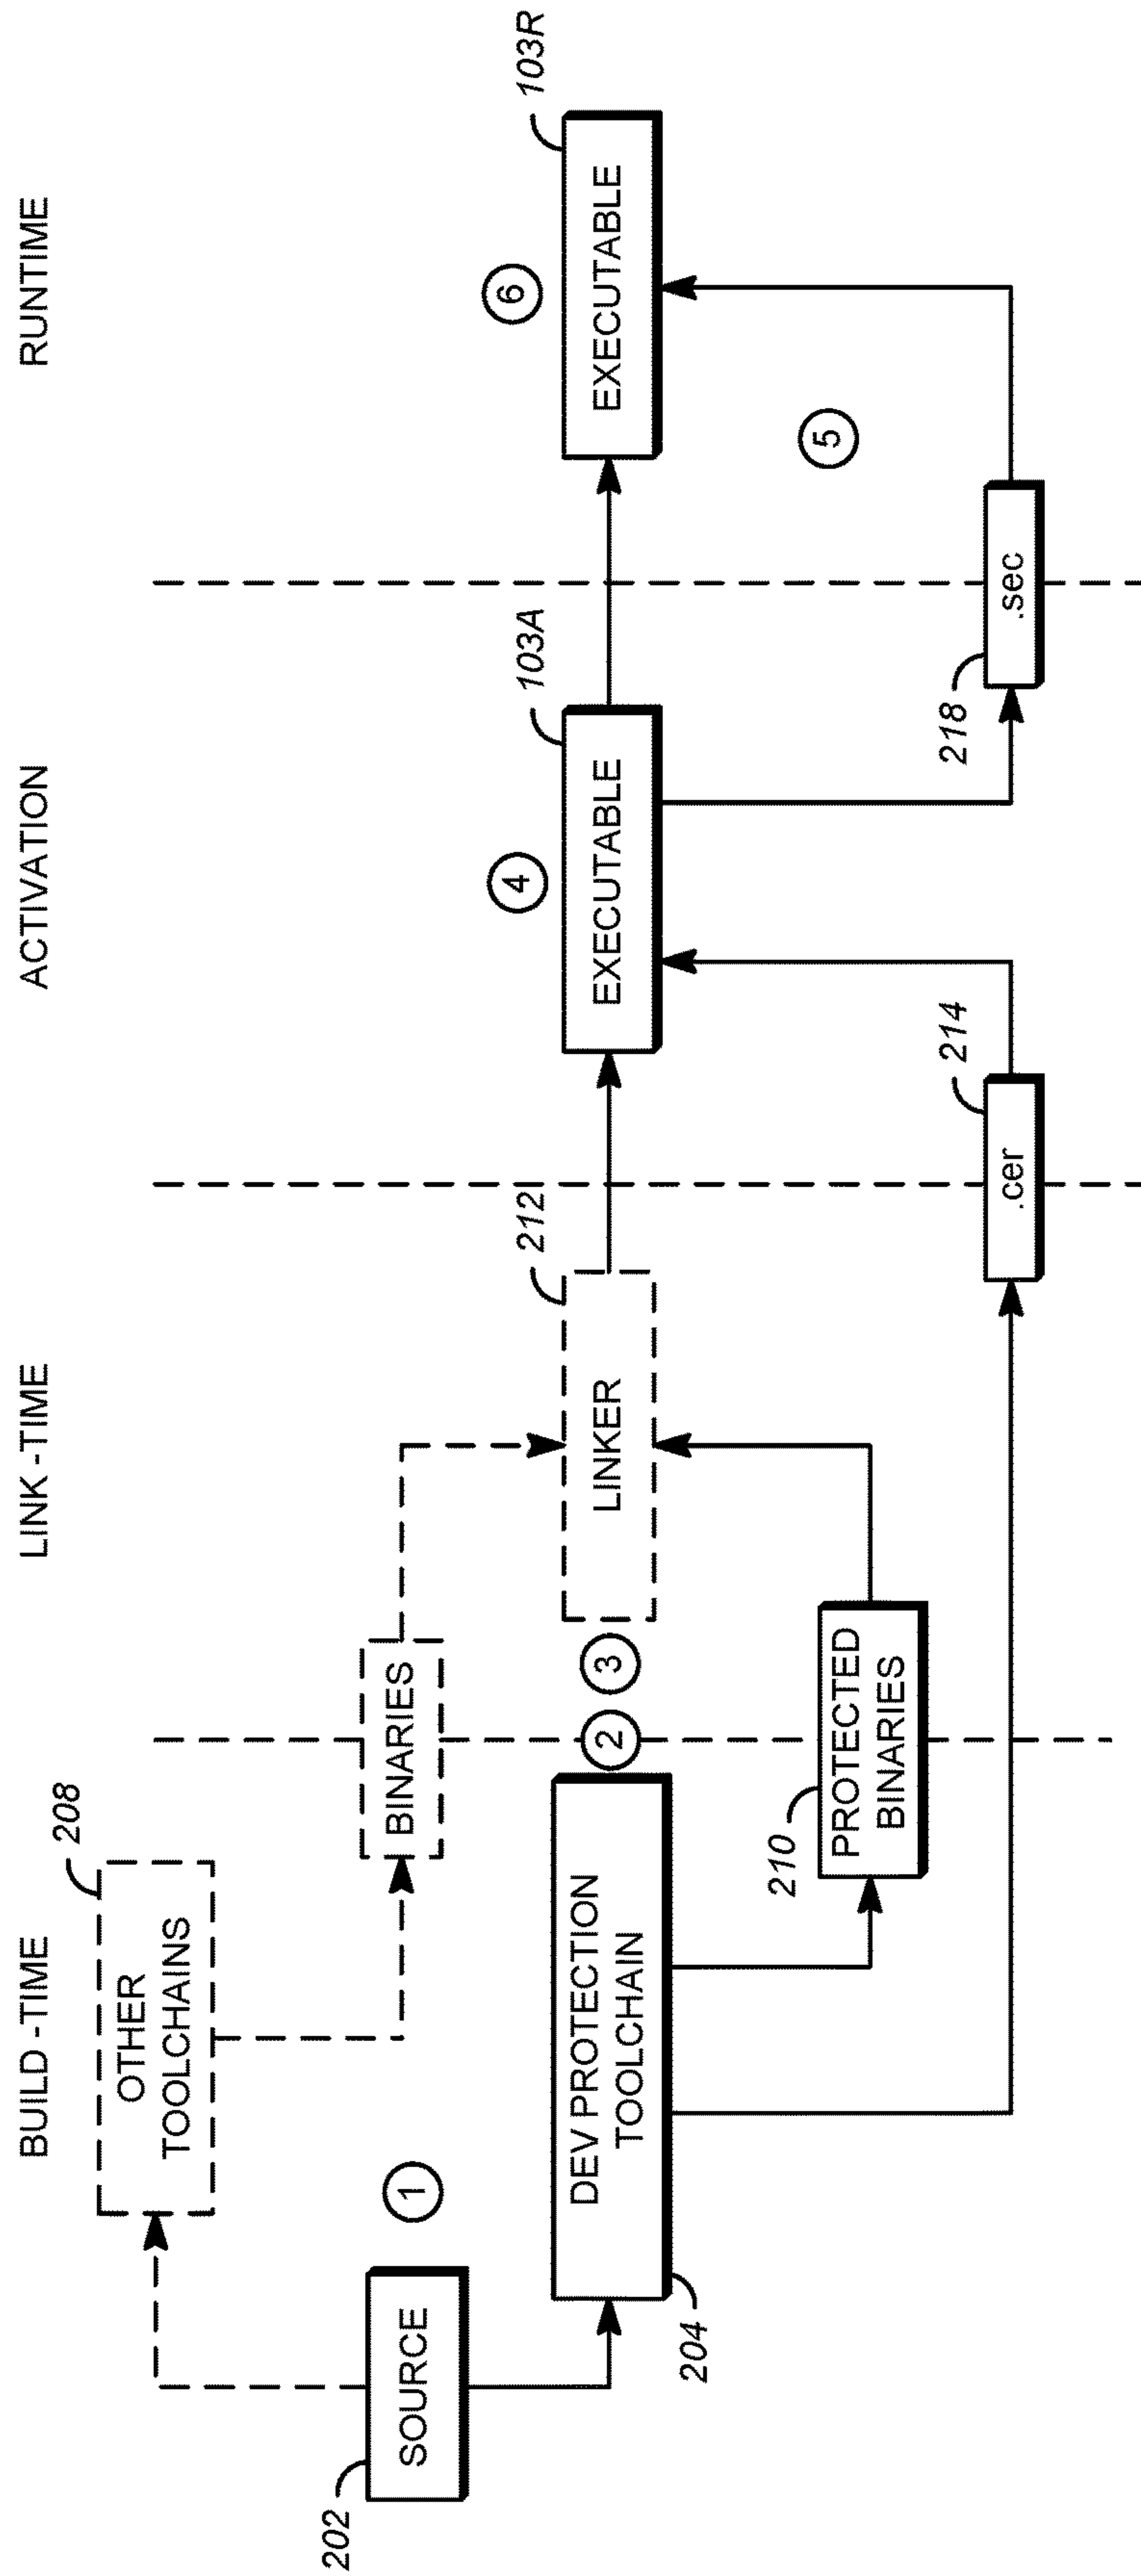 BUILD -TIME
LINK -TIME
ACTIVATION
RUNTIME
208
OTHER
TOOLCHAINS
BINARIES
202
SOURCE
1
204
DEV PROTECTION
TOOLCHAIN
2
3
LINKER
212
4
EXECUTABLE
103A
6
EXECUTABLE
103R
210
PROTECTED
BINARIES
5
.cer
214
218
.sec